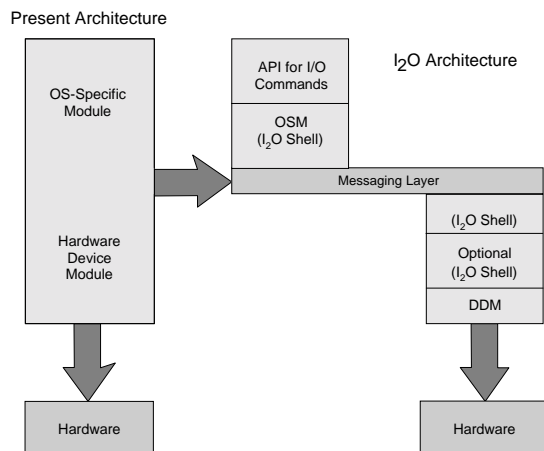 Present Architecture
OS-Specific
Module
Hardware
Device
Module
Hardware
I₂O Architecture
API for I/O
Commands
OSM
(I₂O Shell)
Messaging Layer
(I₂O Shell)
Optional
(I₂O Shell)
DDM
Hardware